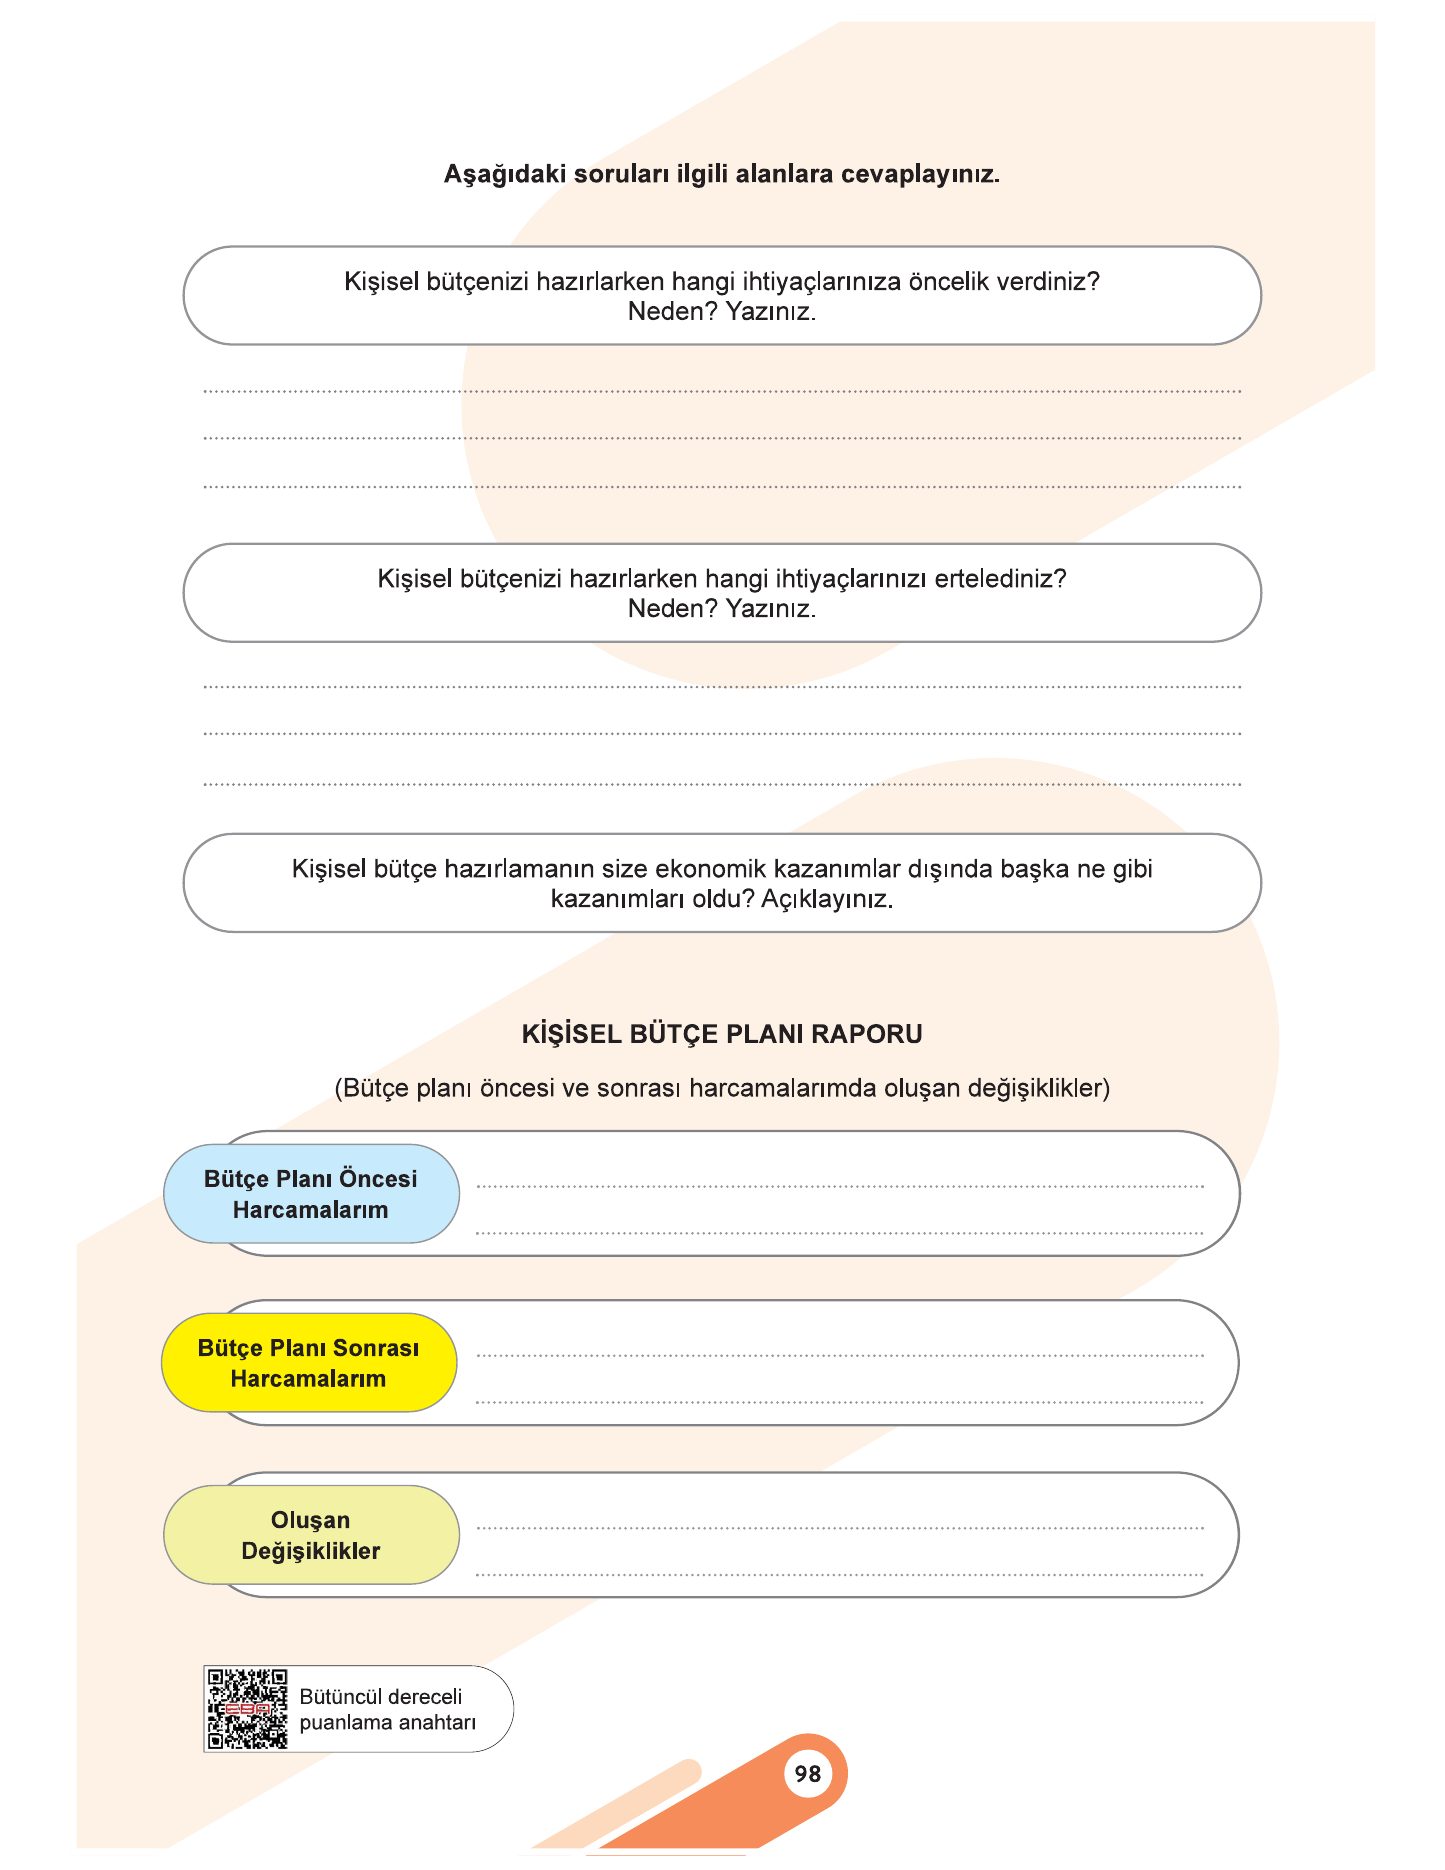 Aşağıdaki soruları ilgili alanlara cevaplayınız.
Kişisel bütçenizi hazırlarken hangi ihtiyaçlarınıza öncelik verdiniz?
Neden? Yazınız.
Kişisel bütçenizi hazırlarken hangi ihtiyaçlarınızı ertelediniz?
Neden? Yazınız.
Kişisel bütçe hazırlamanın size ekonomik kazanımlar dışında başka ne gibi
kazanımları oldu? Açıklayınız.
KİŞİSEL BÜTÇE PLANI RAPORU
(Bütçe planı öncesi ve sonrası harcamalarımda oluşan değişiklikler)
Bütçe Planı Öncesi
Harcamalarım
Bütçe Planı Sonrası
Harcamalarım
Oluşan
Değişiklikler
EBA
Bütüncül dereceli
puanlama anahtarı
98